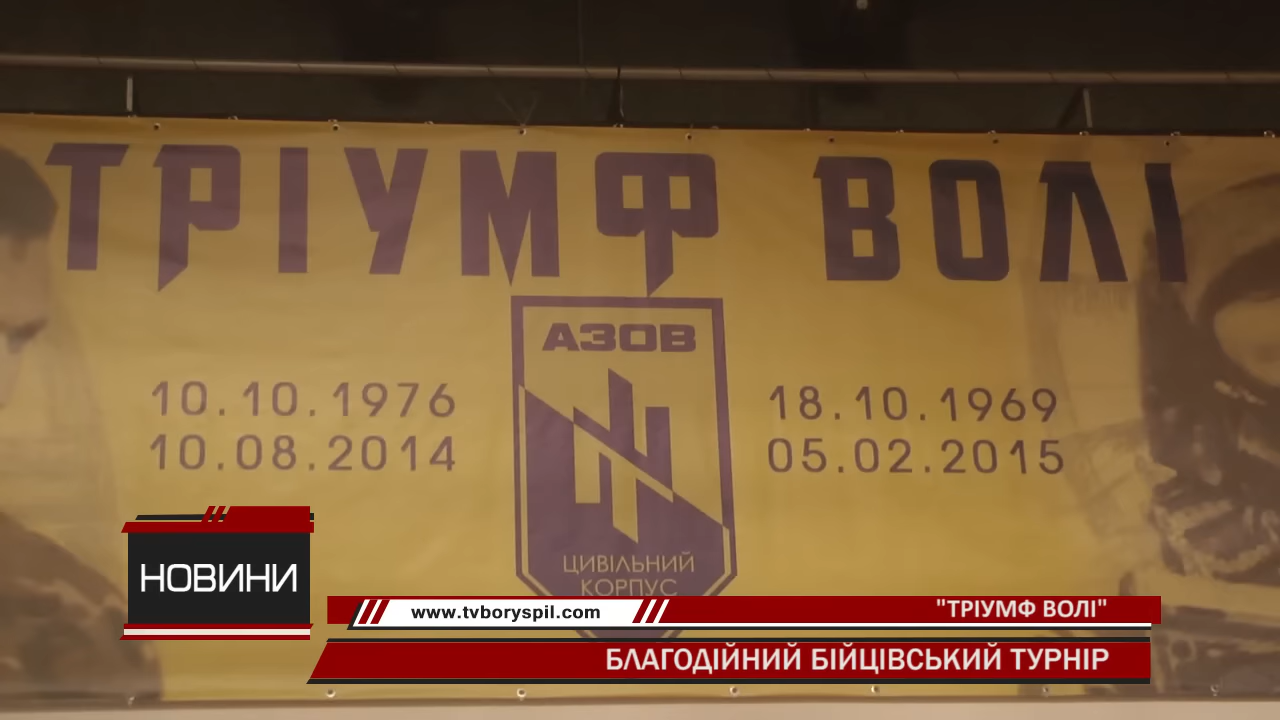 ТРІУМФ ВОЛІ
АЗОВ
10.10.1976
10.08.2014
18.10.1969
05.02.2015
ЦИВІЛЬНИЙ
КОРПУС
НОВИНИ
www.tvboryspil.com
"ТРІУМФ ВОЛІ"
БЛАГОДІЙНИЙ БІЙЦІВСЬКИЙ ТУРНІР